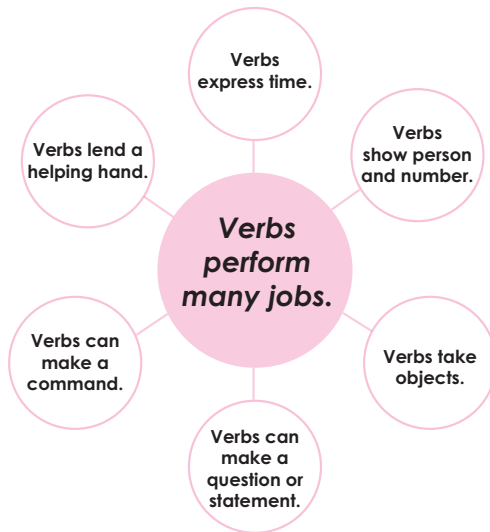 Verbs
express time.
Verbs
show person
and number.
Verbs lend a
helping hand.
Verbs
perform
many jobs.
Verbs can
make a
command.
Verbs take
objects.
Verbs can
make a
question or
statement.